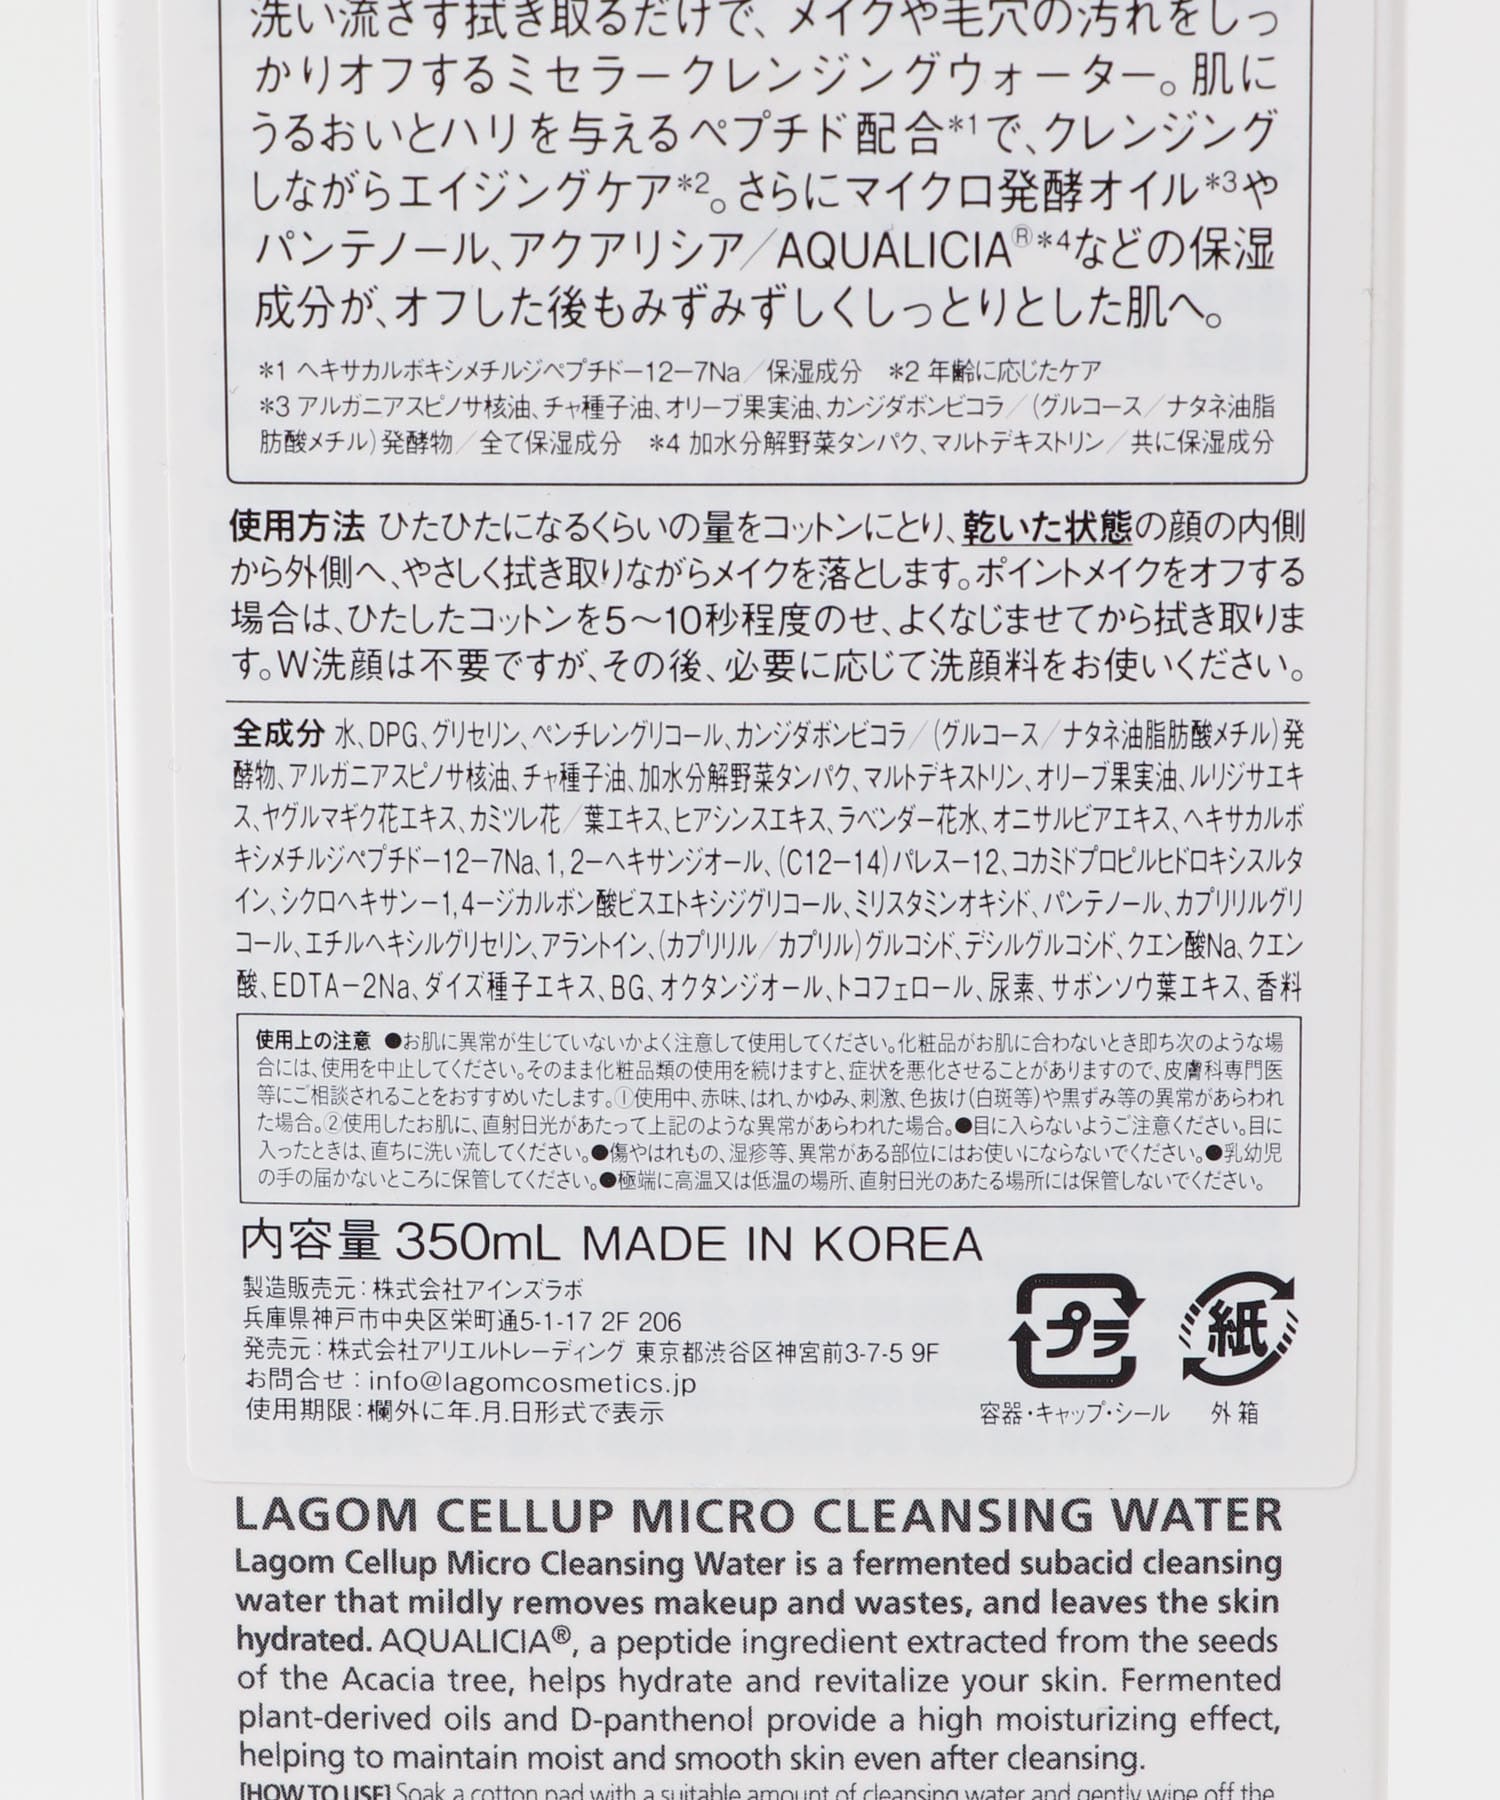 洗い流さず拭き取るだけで、メイクや毛穴の汚れをしっ
かりオフするミセラークレンジングウォーター。肌に
うるおいとハリを与えるペプチド配合*1で、クレンジング
しながらエイジングケア*2。さらにマイクロ発酵オイル*3や
パンテノール、アクアリシア/AQUALICIA®*4などの保湿
成分が、オフした後もみずみずしくしっとりとした肌へ。
*1 ヘキサカルボキシメチルジペプチド-12-7Na/保湿成分 *2 年齢に応じたケア
*3 アルガニアスピノサ核油、チャ種子油、オリーブ果実油、カンジダボンビコラ/(グルコース/ナタネ油脂
肪酸メチル)発酵物/全て保湿成分 *4 加水分解野菜タンパク、マルトデキストリン/共に保湿成分
使用方法 ひたひたになるくらいの量をコットンにとり、乾いた状態の顔の内側
から外側へ、やさしく拭き取りながらメイクを落とします。ポイントメイクをオフする
場合は、ひたしたコットンを5~10秒程度のせ、よくなじませてから拭き取りま
す。W洗顔は不要ですが、その後、必要に応じて洗顔料をお使いください。
全成分 水、DPG、グリセリン、ペンチレングリコール、カンジダボンビコラ/(グルコース/ナタネ油脂肪酸メチル)発
酵物、アルガニアスピノサ核油、チャ種子油、加水分解野菜タンパク、マルトデキストリン、オリーブ果実油、ルリジサエキ
ス、ヤグルマギク花エキス、カミツレ花/葉エキス、ヒアシンスエキス、ラベンダー花水、オニサルビアエキス、ヘキサカルボ
キシメチルジペプチド-12-7Na、1,2-ヘキサンジオール、(C12-14)パレス-12、コカミドプロピルヒドロキシスルタ
イン、シクロヘキサン-1,4-ジカルボン酸ビスエトキシジグリコール、ミリスタミンオキシド、パンテノール、カプリリルグリ
コール、エチルヘキシルグリセリン、アラントイン、(カプリリル/カプリル)グルコシド、デシルグルコシド、クエン酸Na、クエン
酸、EDTA-2Na、ダイズ種子エキス、BG、オクタンジオール、トコフェロール、尿素、サボンソウ葉エキス、香料
使用上の注意 ●お肌に異常が生じていないかよく注意して使用してください。化粧品がお肌に合わないとき即ち次のような場
合には、使用を中止してください。そのまま化粧品類の使用を続けますと、症状を悪化させることがありますので、皮膚科専門医
等にご相談されることをおすすめいたします。①使用中、赤味、はれ、かゆみ、刺激、色抜け(白斑等)や黒ずみ等の異常があらわれ
た場合。②使用したお肌に、直射日光があたって上記のような異常があらわれた場合。●目に入らないようご注意ください。目に
入ったときは、直ちに洗い流してください。●傷やはれもの、湿疹等、異常がある部位にはお使いにならないでください。●乳幼児
の手の届かないところに保管してください。●極端に高温又は低温の場所、直射日光のあたる場所には保管しないでください。
内容量 350mL MADE IN KOREA
製造販売元:株式会社アインズラボ
兵庫県神戸市中央区栄町通5-1-17 2F 206
発売元:株式会社アリエルトレーディング 東京都渋谷区神宮前3-7-5 9F
お問合せ:info@lagomcosmetics.jp
使用期限:欄外に年.月.日形式で表示
プラ
紙
容器・キャップ・シール 外箱
LAGOM CELLUP MICRO CLEANSING WATER
Lagom Cellup Micro Cleansing Water is a fermented subacid cleansing
water that mildly removes makeup and wastes, and leaves the skin
hydrated. AQUALICIA®, a peptide ingredient extracted from the seeds
of the Acacia tree, helps hydrate and revitalize your skin. Fermented
plant-derived oils and D-panthenol provide a high moisturizing effect,
helping to maintain moist and smooth skin even after cleansing.
[HOW TO USE] Soak a cotton pad with a suitable amount of cleansing water and gently wipe off the